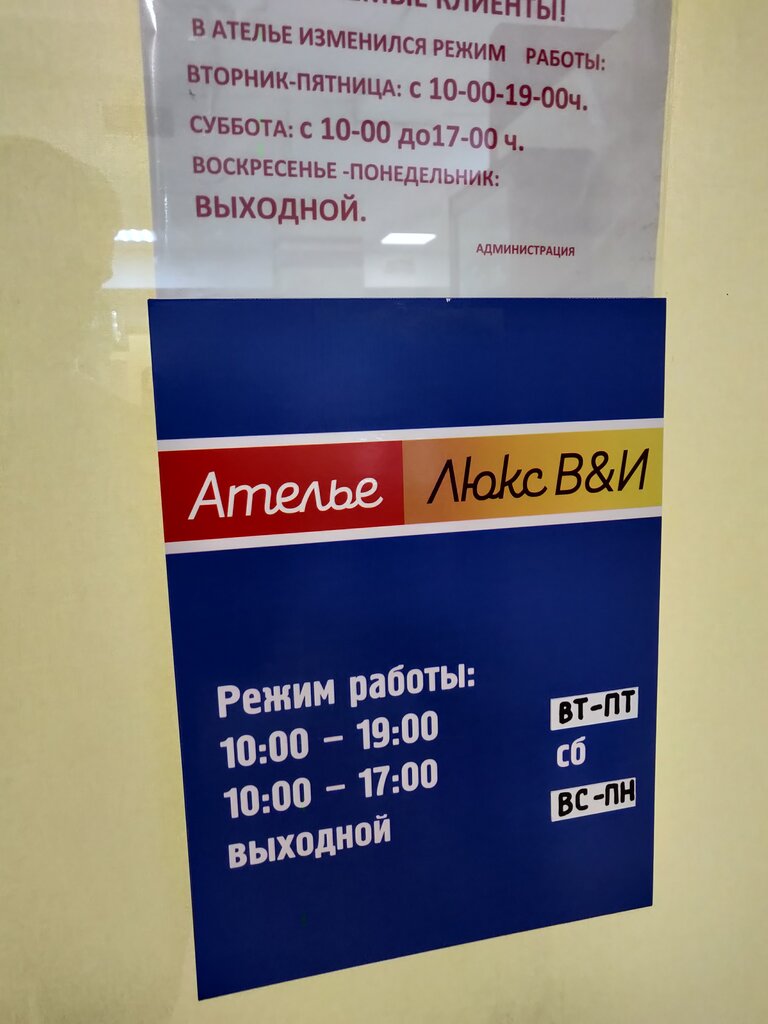 КЛИЕНТЫ!
В АТЕЛЬЕ ИЗМЕНИЛСЯ РЕЖИМ РАБОТЫ:
ВТОРНИК-ПЯТНИЦА: с 10-00-19-00ч.
СУББОТА: с 10-00 до17-00 ч.
ВОСКРЕСЕНЬЕ -ПОНЕДЕЛЬНИК:
ВЫХОДНОЙ.
АДМИНИСТРАЦИЯ
Ателье Люкс В&И
Режим работы:
10:00 – 19:00 ВТ-ПТ
10:00 – 17:00 сб
выходной ВС-ПН